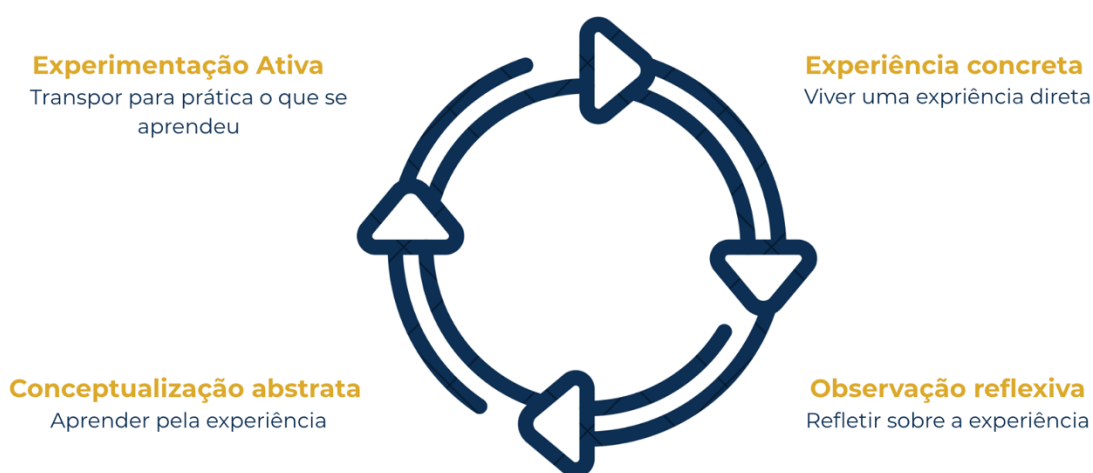 Experimentação Ativa
Transpor para prática o que se
aprendeu
Experiência concreta
Viver uma expriência direta
Conceptualização abstrata
Aprender pela experiência
Observação reflexiva
Refletir sobre a experiência